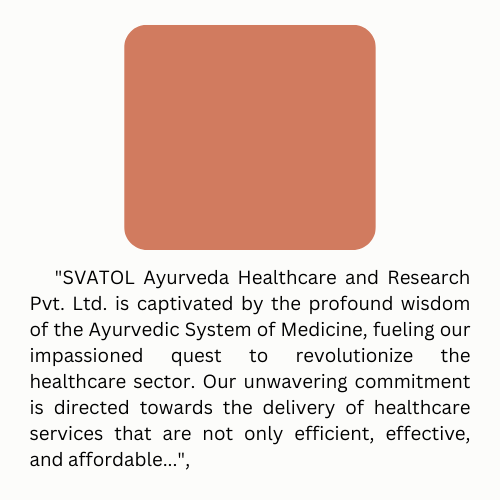 "SVATOL Ayurveda Healthcare and Research
Pvt. Ltd. is captivated by the profound wisdom
of the Ayurvedic System of Medicine, fueling our
impassioned quest to revolutionize the
healthcare sector. Our unwavering commitment
is directed towards the delivery of healthcare
services that are not only efficient, effective,
and affordable...",